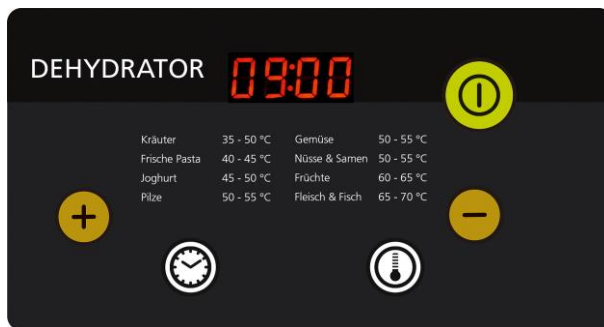 DEHYDRATOR 09:00
Kräuter 35 - 50 °C Gemüse 50 - 55 °C
Frische Pasta 40 - 45 °C Nüsse & Samen 50 - 55 °C
Joghurt 45 - 50 °C Früchte 60 - 65 °C
Pilze 50 - 55 °C Fleisch & Fisch 65 - 70 °C